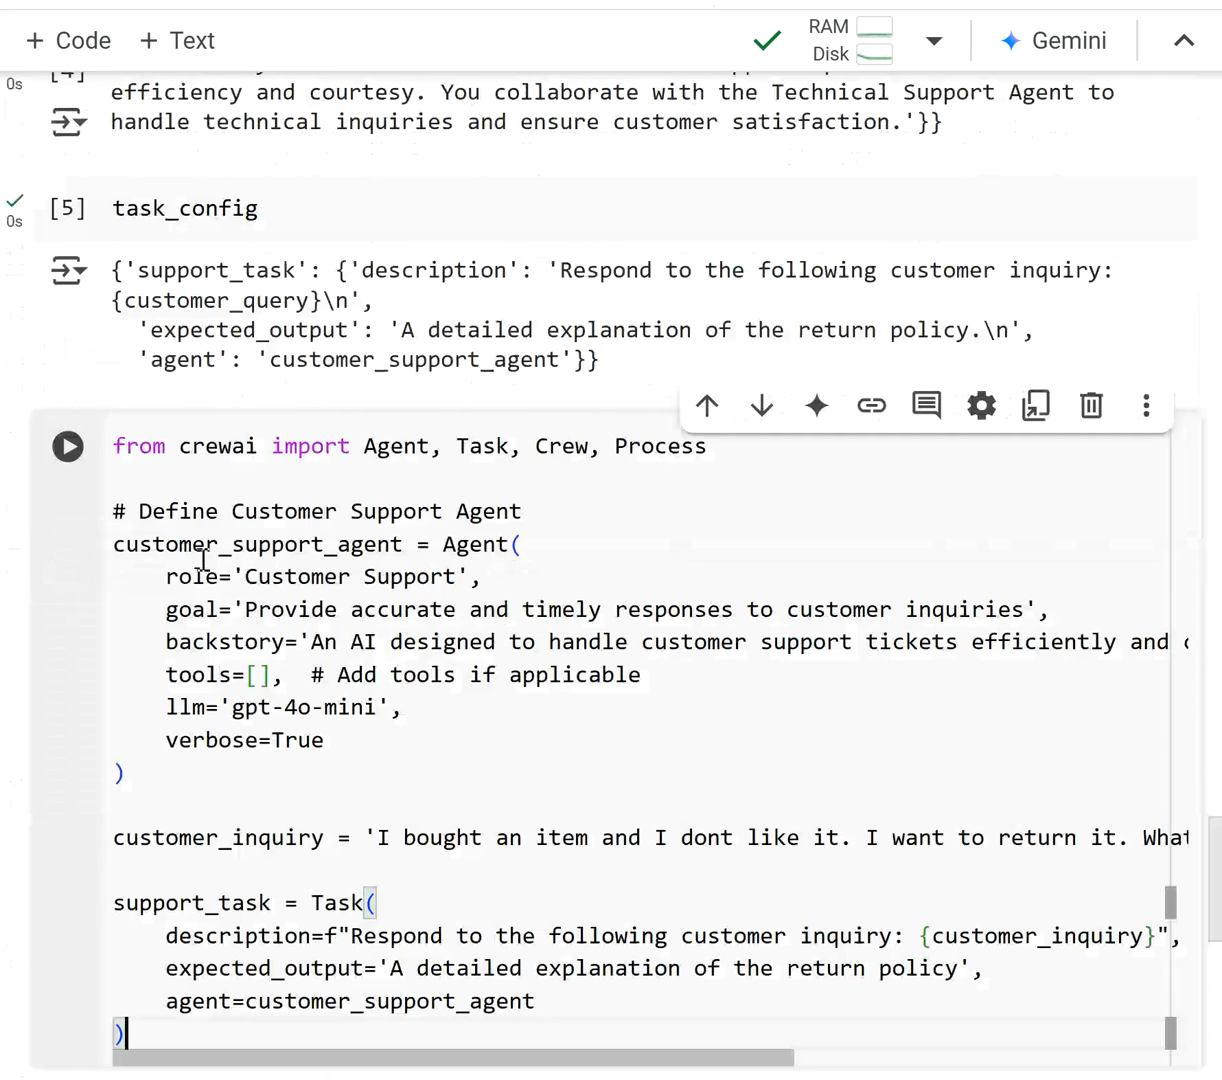 + Code + Text
RAM
Disk
Gemini
0s
[4]
efficiency and courtesy. You collaborate with the Technical Support Agent to
handle technical inquiries and ensure customer satisfaction.'}}
0s
[5] task_config
{'support_task': {'description': 'Respond to the following customer inquiry:
{customer_query}\n',
'expected_output': 'A detailed explanation of the return policy.\n',
'agent': 'customer_support_agent'}}
from crewai import Agent, Task, Crew, Process
# Define Customer Support Agent
customer_support_agent = Agent(
role='Customer Support',
goal='Provide accurate and timely responses to customer inquiries',
backstory='An AI designed to handle customer support tickets efficiently and
tools=[], # Add tools if applicable
llm='gpt-4o-mini',
verbose=True
)
customer_inquiry = 'I bought an item and I dont like it. I want to return it. What
support_task = Task(
description=f"Respond to the following customer inquiry: {customer_inquiry}",
expected_output='A detailed explanation of the return policy',
agent=customer_support_agent
)